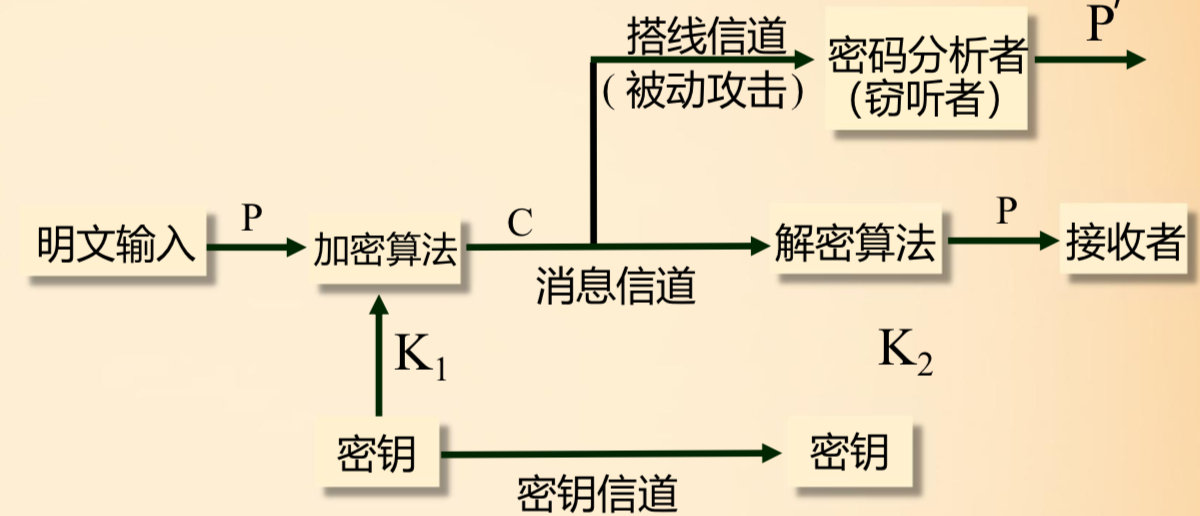 搭线信道
(被动攻击)
密码分析者
(窃听者)
P′
明文输入
P
加密算法
C
消息信道
解密算法
P
接收者
K₁
K₂
密钥
密钥信道
密钥